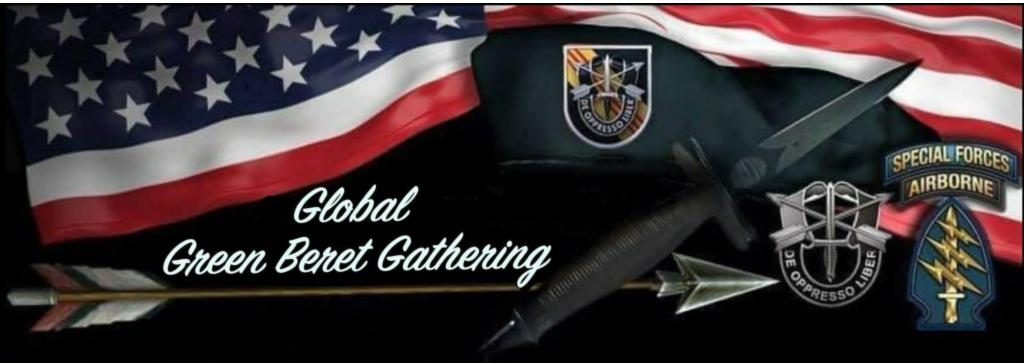 DE OPPRESSO LIBER
SPECIAL FORCES
AIRBORNE
Global
Green Beret Gathering
DE OPPRESSO LIBER